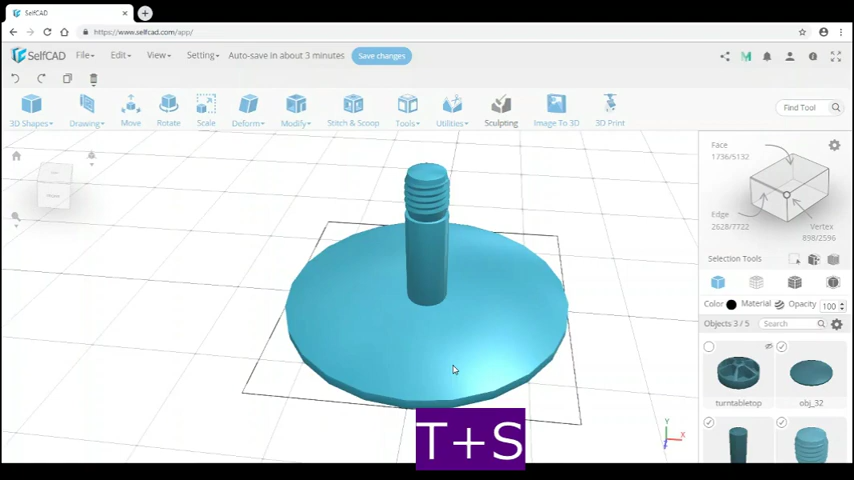 SelfCAD
https://www.selfcad.com/app/
SelfCAD File Edit View Setting Auto-save in about 3 minutes Save changes M
3D Shapes Drawing Move Rotate Scale Deform Modify Stitch & Scoop Tools Utilities Sculpting Image To 3D 3D Print Find Tool
Face
1736/5132
Edge
2628/7722
Vertex
898/2596
Selection Tools
Color Material Opacity 100
Objects 3 / 5 Search
turntabletop obj_32
Y
X
T+S